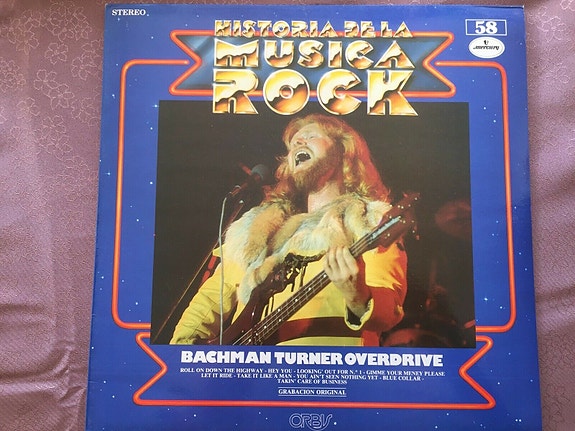 STEREO
58
mercury
HISTORIA DE LA
MUSICA
ROCK
BACHMAN TURNER OVERDRIVE
ROLL ON DOWN THE HIGHWAY - HEY YOU - LOOKING' OUT FOR N.º 1 - GIMME YOUR MENEY PLEASE
LET IT RIDE - TAKE IT LIKE A MAN - YOU AIN'T SEEN NOTHING YET - BLUE COLLAR -
TAKIN' CARE OF BUSINESS
GRABACION ORIGINAL
ORBIS